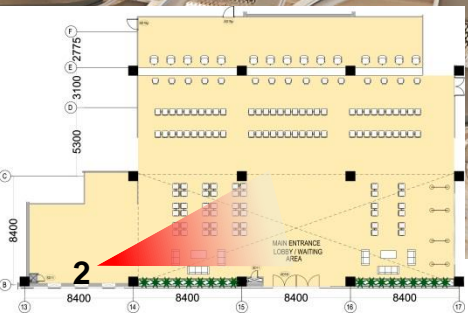 F
2775
E
3100
D
5300
C
8400
2
MAIN ENTRANCE
LOBBY / WAITING
AREA
B
8400
8400
8400
8400
13
14
15
16
17